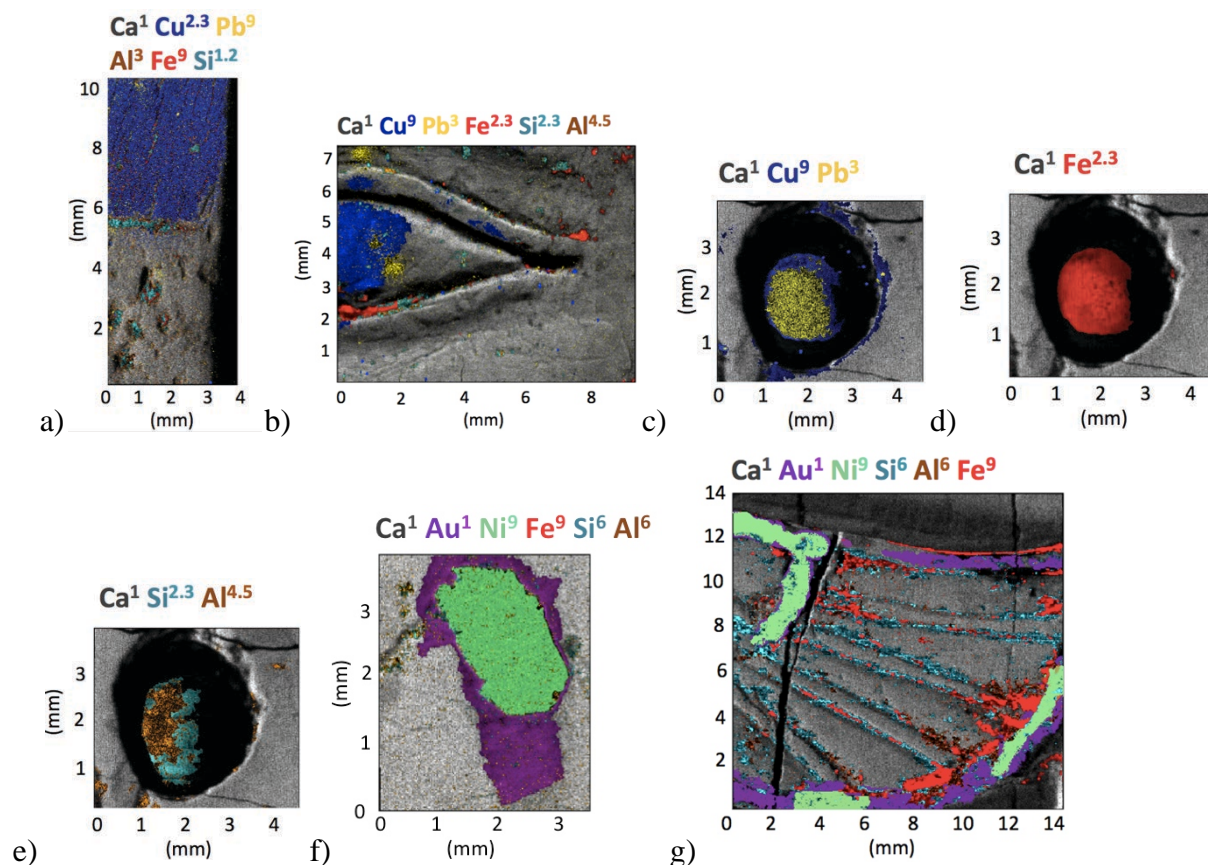 Ca¹ Cu²·³ Pb⁹
Al³ Fe⁹ Si¹·²
10
8
6
4
2
(mm)
0 1 2 3 4
(mm)
a)
Ca¹ Cu⁹ Pb³ Fe²·³ Si²·³ Al⁴·⁵
7
6
5
4
3
2
1
(mm)
0 2 4 6 8
(mm)
b)
Ca¹ Cu⁹ Pb³
3
2
1
(mm)
0 1 2 3 4
(mm)
c)
Ca¹ Fe²·³
3
2
1
(mm)
0 1 2 3 4
(mm)
d)
Ca¹ Si²·³ Al⁴·⁵
3
2
1
(mm)
0 1 2 3 4
(mm)
e)
Ca¹ Au¹ Ni⁹ Fe⁹ Si⁶ Al⁶
3
2
1
0
(mm)
0 1 2 3
(mm)
f)
Ca¹ Au¹ Ni⁹ Si⁶ Al⁶ Fe⁹
14
12
10
8
6
4
2
(mm)
0 2 4 6 8 10 12 14
(mm)
g)